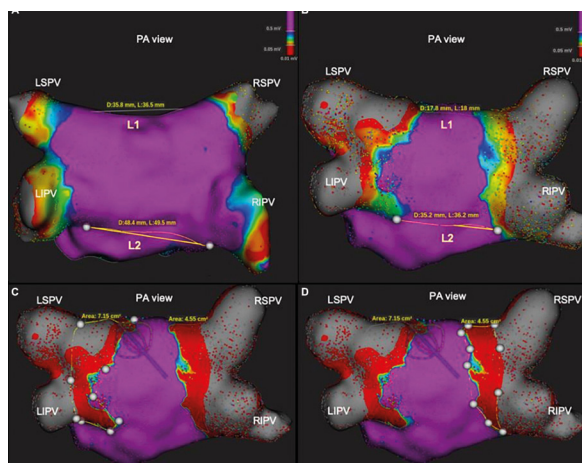 A
PA view
0.5 mV
0.05 mV
0.01 mV
LSPV
RSPV
D:35.8 mm, L:36.5 mm
L1
LIPV
RIPV
D:48.4 mm, L:49.5 mm
L2
B
PA view
0.5 mV
0.05 mV
LSPV
RSPV
D:17.8 mm, L:18 mm
L1
LIPV
RIPV
D:35.2 mm, L:36.2 mm
L2
C
PA view
LSPV
RSPV
Area: 7.15 cm²
Area: 4.55 cm²
LIPV
RIPV
D
PA view
LSPV
RSPV
Area: 7.15 cm²
Area: 4.55 cm²
LIPV
RIPV